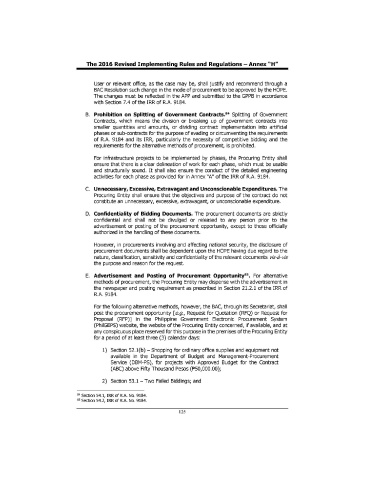 The 2016 Revised Implementing Rules and Regulations – Annex "H"
User or relevant office, as the case may be, shall justify and recommend through a
BAC Resolution such change in the mode of procurement to be approved by the HOPE.
The changes must be reflected in the APP and submitted to the GPPB in accordance
with Section 7.4 of the IRR of R.A. 9184.
B. Prohibition on Splitting of Government Contracts. Splitting of Government
Contracts, which means the division or breaking up of government contracts into
smaller quantities and amounts, or dividing contract implementation into artificial
phases or sub-contracts for the purpose of evading or circumventing the requirements
of R.A. 9184 and its IRR, particularly the necessity of competitive bidding and the
requirements for the alternative methods of procurement, is prohibited.
For infrastructure projects to be implemented by phases, the Procuring Entity shall
ensure that there is a clear delineation of work for each phase, which must be usable
and structurally sound. It shall also ensure the conduct of the detailed engineering
activities for each phase as provided for in Annex "A" of the IRR of R.A. 9184.
C. Unnecessary, Excessive, Extravagant and Unconscionable Expenditures. The
Procuring Entity shall ensure that the objectives and purpose of the contract do not
constitute an unnecessary, excessive, extravagant, or unconscionable expenditure.
D. Confidentiality of Bidding Documents. The procurement documents are strictly
confidential and shall not be divulged or released to any person prior to the
advertisement or posting of the procurement opportunity, except to those officially
authorized in the handling of these documents.
However, in procurements involving and affecting national security, the disclosure of
procurement documents shall be dependent upon the HOPE having due regard to the
nature, classification, sensitivity and confidentiality of the relevant documents vis-à-vis
the purpose and reason for the request.
E. Advertisement and Posting of Procurement Opportunity. For alternative
methods of procurement, the Procuring Entity may dispense with the advertisement in
the newspaper and posting requirement as prescribed in Section 21.2.1 of the IRR of
R.A. 9184.
For the following alternative methods, however, the BAC, through its Secretariat, shall
post the procurement opportunity [e.g., Request for Quotation (RFQ) or Request for
Proposal (RFP)] in the Philippine Government Electronic Procurement System
(PhilGEPS) website, the website of the Procuring Entity concerned, if available, and at
any conspicuous place reserved for this purpose in the premises of the Procuring Entity
for a period of at least three (3) calendar days:
1) Section 52.1(b) – Shopping for ordinary office supplies and equipment not
available in the Department of Budget and Management-Procurement
Service (DBM-PS), for projects with Approved Budget for the Contract
(ABC) above Fifty Thousand Pesos (₱50,000.00);
2) Section 53.1 – Two Failed Biddings; and
Section 54.1, IRR of R.A. No. 9184.
Section 54.2, IRR of R.A. No. 9184.